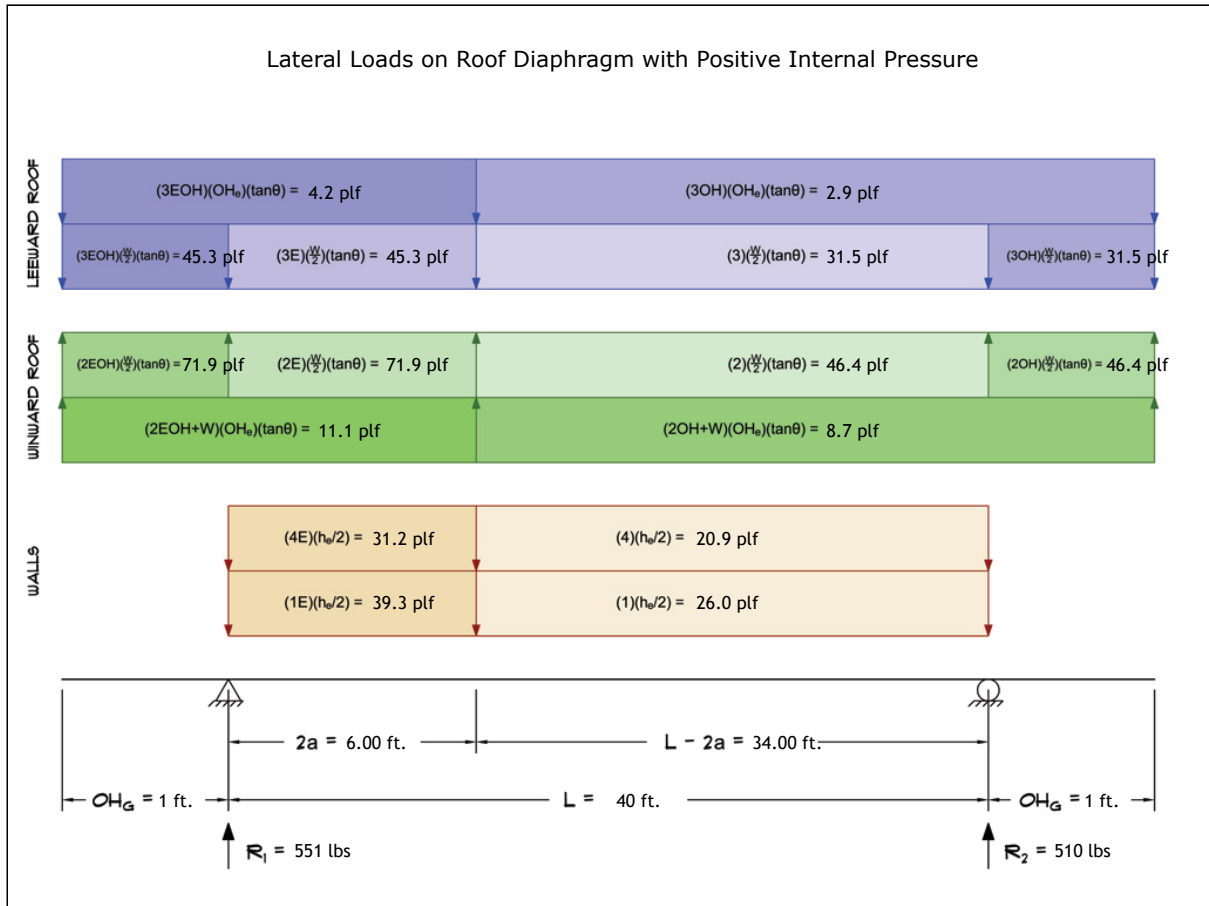 Lateral Loads on Roof Diaphragm with Positive Internal Pressure
LEEWARD ROOF
(3EOH)(OHₑ)(tanθ) = 4.2 plf
(3OH)(OHₑ)(tanθ) = 2.9 plf
(3EOH)(W/2)(tanθ) = 45.3 plf
(3E)(W/2)(tanθ) = 45.3 plf
(3)(W/2)(tanθ) = 31.5 plf
(3OH)(W/2)(tanθ) = 31.5 plf
WINWARD ROOF
(2EOH)(W/2)(tanθ) = 71.9 plf
(2E)(W/2)(tanθ) = 71.9 plf
(2)(W/2)(tanθ) = 46.4 plf
(2OH)(W/2)(tanθ) = 46.4 plf
(2EOH+W)(OHₑ)(tanθ) = 11.1 plf
(2OH+W)(OHₑ)(tanθ) = 8.7 plf
WALLS
(4E)(hₑ/2) = 31.2 plf
(4)(hₑ/2) = 20.9 plf
(1E)(hₑ/2) = 39.3 plf
(1)(hₑ/2) = 26.0 plf
2a = 6.00 ft.
L - 2a = 34.00 ft.
OH_G = 1 ft.
L = 40 ft.
OH_G = 1 ft.
R₁ = 551 lbs
R₂ = 510 lbs